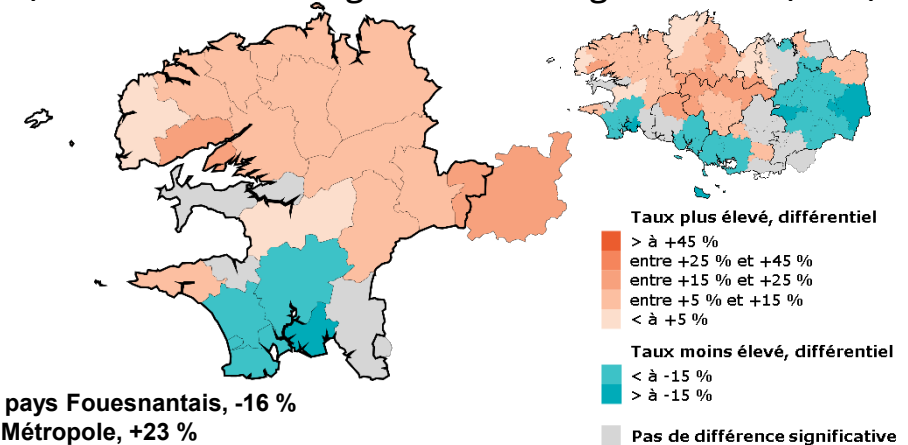 Taux plus élevé, différentiel
> à +45 %
entre +25 % et +45 %
entre +15 % et +25 %
entre +5 % et +15 %
< à +5 %
Taux moins élevé, différentiel
< à -15 %
> à -15 %
Pas de différence significative
pays Fouesnantais, -16 %
Métropole, +23 %